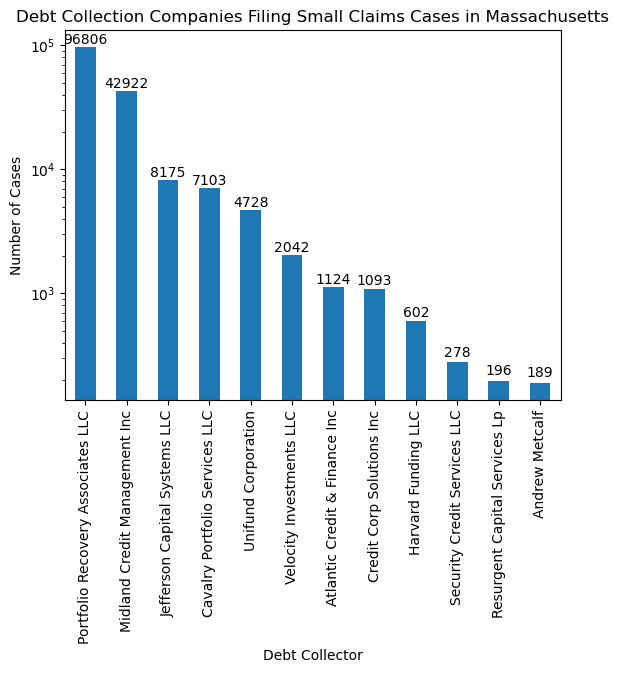 Debt Collection Companies Filing Small Claims Cases in Massachusetts
Number of Cases
10^5
10^4
10^3
96806
42922
8175
7103
4728
2042
1124
1093
602
278
196
189
Portfolio Recovery Associates LLC
Midland Credit Management Inc
Jefferson Capital Systems LLC
Cavalry Portfolio Services LLC
Unifund Corporation
Velocity Investments LLC
Atlantic Credit & Finance Inc
Credit Corp Solutions Inc
Harvard Funding LLC
Security Credit Services LLC
Resurgent Capital Services Lp
Andrew Metcalf
Debt Collector